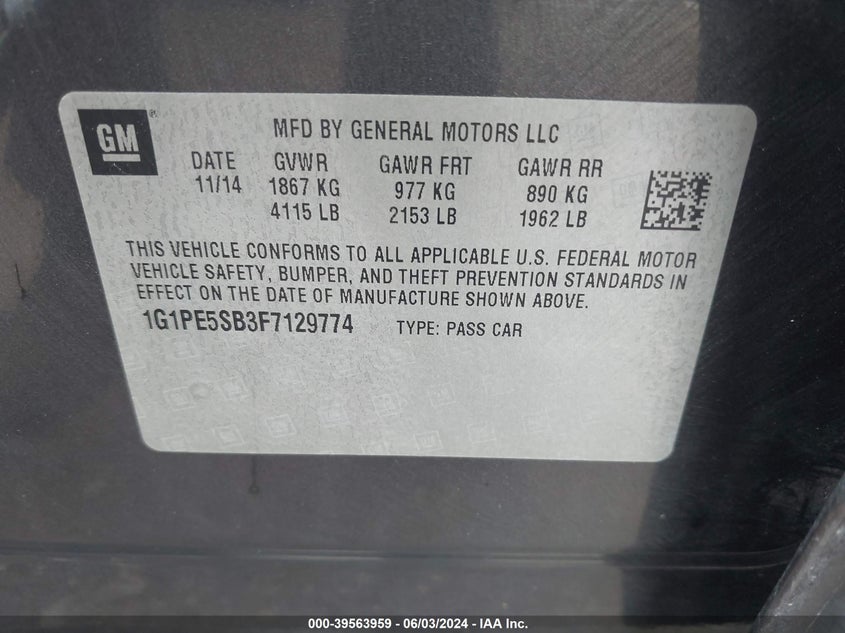 GM
MFD BY GENERAL MOTORS LLC
DATE GVWR GAWR FRT GAWR RR
11/14 1867 KG 977 KG 890 KG
4115 LB 2153 LB 1962 LB
THIS VEHICLE CONFORMS TO ALL APPLICABLE U.S. FEDERAL MOTOR
VEHICLE SAFETY, BUMPER, AND THEFT PREVENTION STANDARDS IN
EFFECT ON THE DATE OF MANUFACTURE SHOWN ABOVE.
1G1PE5SB3F7129774 TYPE: PASS CAR
000-39563959 - 06/03/2024 - IAA Inc.